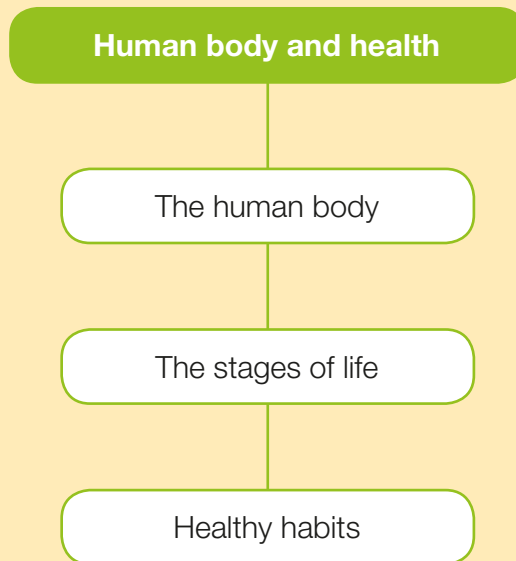 Human body and health
The human body
The stages of life
Healthy habits